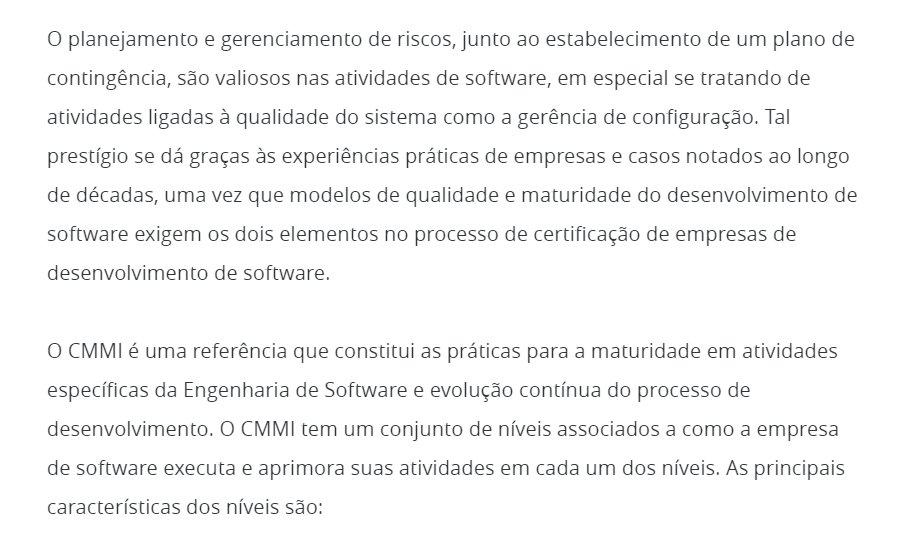 O planejamento e gerenciamento de riscos, junto ao estabelecimento de um plano de
contingência, são valiosos nas atividades de software, em especial se tratando de
atividades ligadas à qualidade do sistema como a gerência de configuração. Tal
prestígio se dá graças às experiências práticas de empresas e casos notados ao longo
de décadas, uma vez que modelos de qualidade e maturidade do desenvolvimento de
software exigem os dois elementos no processo de certificação de empresas de
desenvolvimento de software.
O CMMI é uma referência que constitui as práticas para a maturidade em atividades
específicas da Engenharia de Software e evolução contínua do processo de
desenvolvimento. O CMMI tem um conjunto de níveis associados a como a empresa
de software executa e aprimora suas atividades em cada um dos níveis. As principais
características dos níveis são: